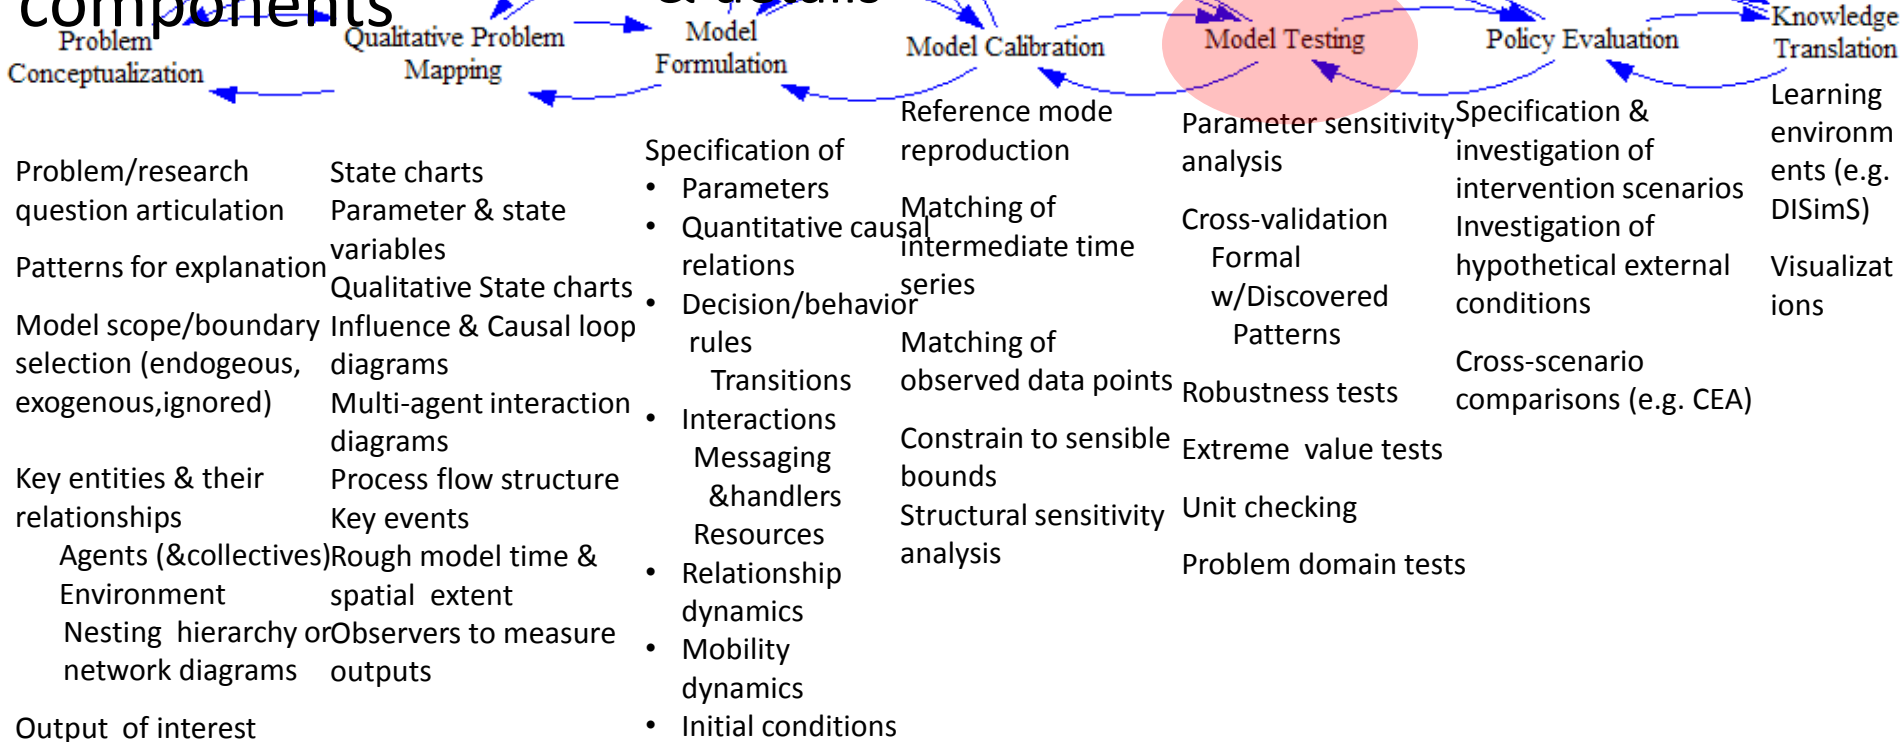 components
& details
Problem
Conceptualization
Qualitative Problem
Mapping
Model
Formulation
Model Calibration
Model Testing
Policy Evaluation
Knowledge
Translation
Problem/research
question articulation
Patterns for explanation
Model scope/boundary
selection (endogeous,
exogenous,ignored)
Key entities & their
relationships
Agents (&collectives)
Environment
Nesting hierarchy or
network diagrams
Output of interest
State charts
Parameter & state
variables
Qualitative State charts
Influence & Causal loop
diagrams
Multi-agent interaction
diagrams
Process flow structure
Key events
Rough model time &
spatial extent
Observers to measure
outputs
Specification of
• Parameters
• Quantitative causal
relations
• Decision/behavior
rules
Transitions
• Interactions
Messaging
&handlers
Resources
• Relationship
dynamics
• Mobility
dynamics
• Initial conditions
Reference mode
reproduction
Matching of
intermediate time
series
Matching of
observed data points
Constrain to sensible
bounds
Structural sensitivity
analysis
Parameter sensitivity
analysis
Cross-validation
Formal
w/Discovered
Patterns
Robustness tests
Extreme value tests
Unit checking
Problem domain tests
Specification &
investigation of
intervention scenarios
Investigation of
hypothetical external
conditions
Cross-scenario
comparisons (e.g. CEA)
Learning
environm
ents (e.g.
DISimS)
Visualizat
ions